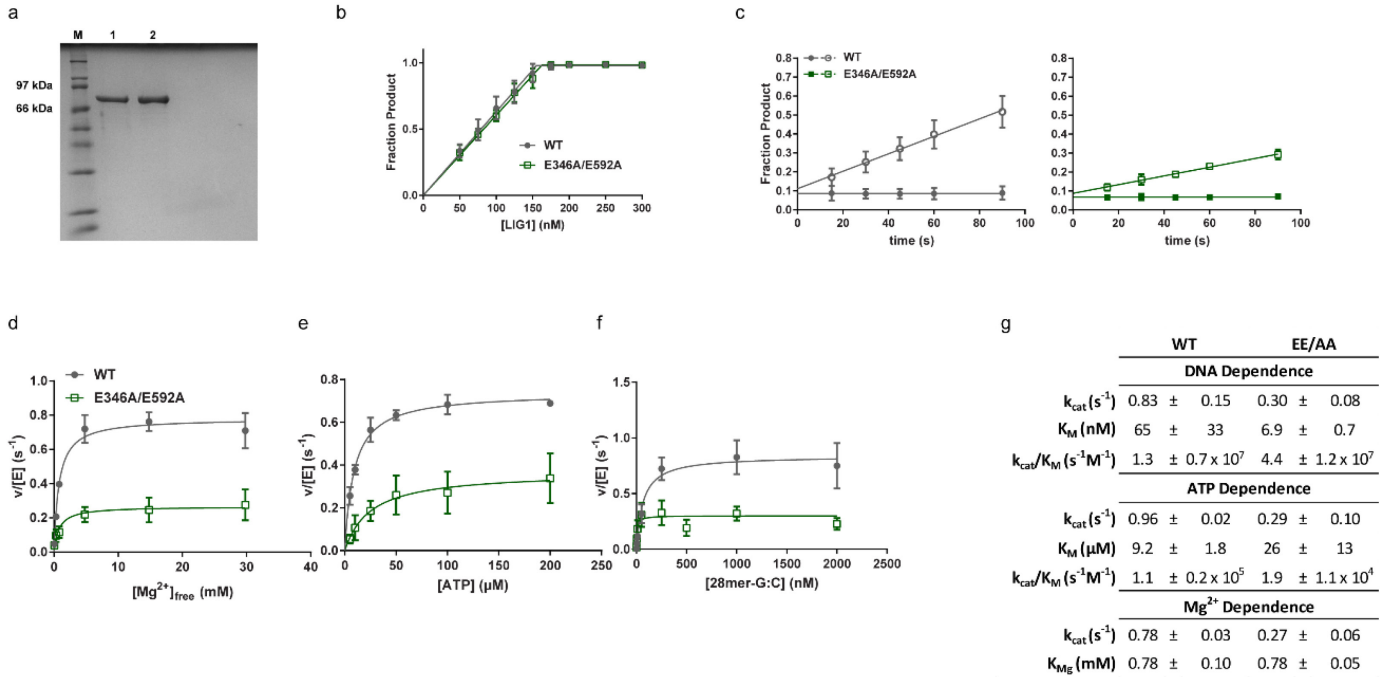 a
M 1 2
97 kDa
66 kDa
b
Fraction Product
1.0
0.5
0.0
0 50 100 150 200 250 300
[LIG1] (nM)
WT
E346A/E592A
c
WT
E346A/E592A
Fraction Product
0.8
0.7
0.6
0.5
0.4
0.3
0.2
0.1
0.0
0 20 40 60 80 100
time (s)
0.8
0.7
0.6
0.5
0.4
0.3
0.2
0.1
0.0
0 20 40 60 80 100
time (s)
d
WT
E346A/E592A
v/[E] (s⁻¹)
1.0
0.8
0.6
0.4
0.2
0.0
0 10 20 30 40
[Mg²⁺]free (mM)
e
v/[E] (s⁻¹)
0.8
0.6
0.4
0.2
0.0
0 50 100 150 200 250
[ATP] (µM)
f
v/[E] (s⁻¹)
1.5
1.0
0.5
0.0
0 500 1000 1500 2000 2500
[28mer-G:C] (nM)
g
WT EE/AA
DNA Dependence
kcat (s⁻¹) 0.83 ± 0.15 0.30 ± 0.08
KM (nM) 65 ± 33 6.9 ± 0.7
kcat/KM (s⁻¹M⁻¹) 1.3 ± 0.7 x 10⁷ 4.4 ± 1.2 x 10⁷
ATP Dependence
kcat (s⁻¹) 0.96 ± 0.02 0.29 ± 0.10
KM (µM) 9.2 ± 1.8 26 ± 13
kcat/KM (s⁻¹M⁻¹) 1.1 ± 0.2 x 10⁵ 1.9 ± 1.1 x 10⁴
Mg²⁺ Dependence
kcat (s⁻¹) 0.78 ± 0.03 0.27 ± 0.06
KMg (mM) 0.78 ± 0.10 0.78 ± 0.05